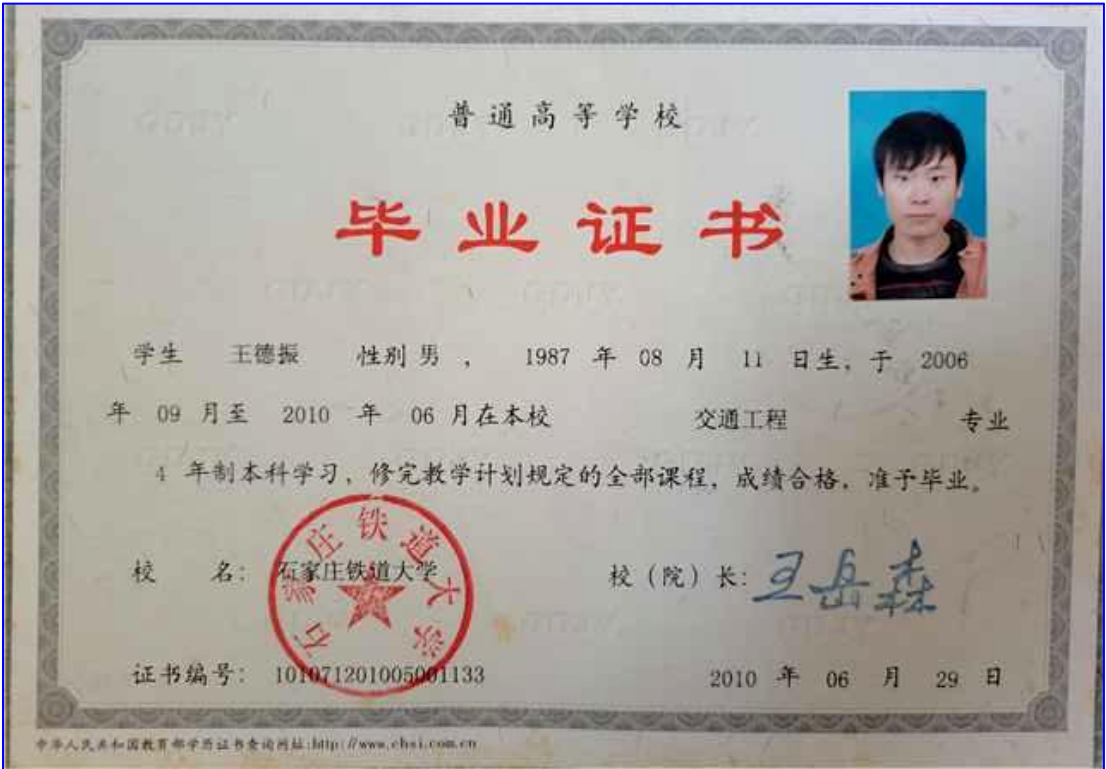 普通高等学校
毕业证书
学生 王德振 性别 男 , 1987 年 08 月 11 日生, 于 2006
年 09 月至 2010 年 06 月在本校 交通工程 专业
4 年制本科学习, 修完教学计划规定的全部课程, 成绩合格, 准予毕业。
石家庄铁道大学
校 名: 石家庄铁道大学 校(院)长: 王岳森
证书编号: 101071201005001133 2010 年 06 月 29 日
中华人民共和国教育部学历证书查询网址:http://www.chsi.com.cn